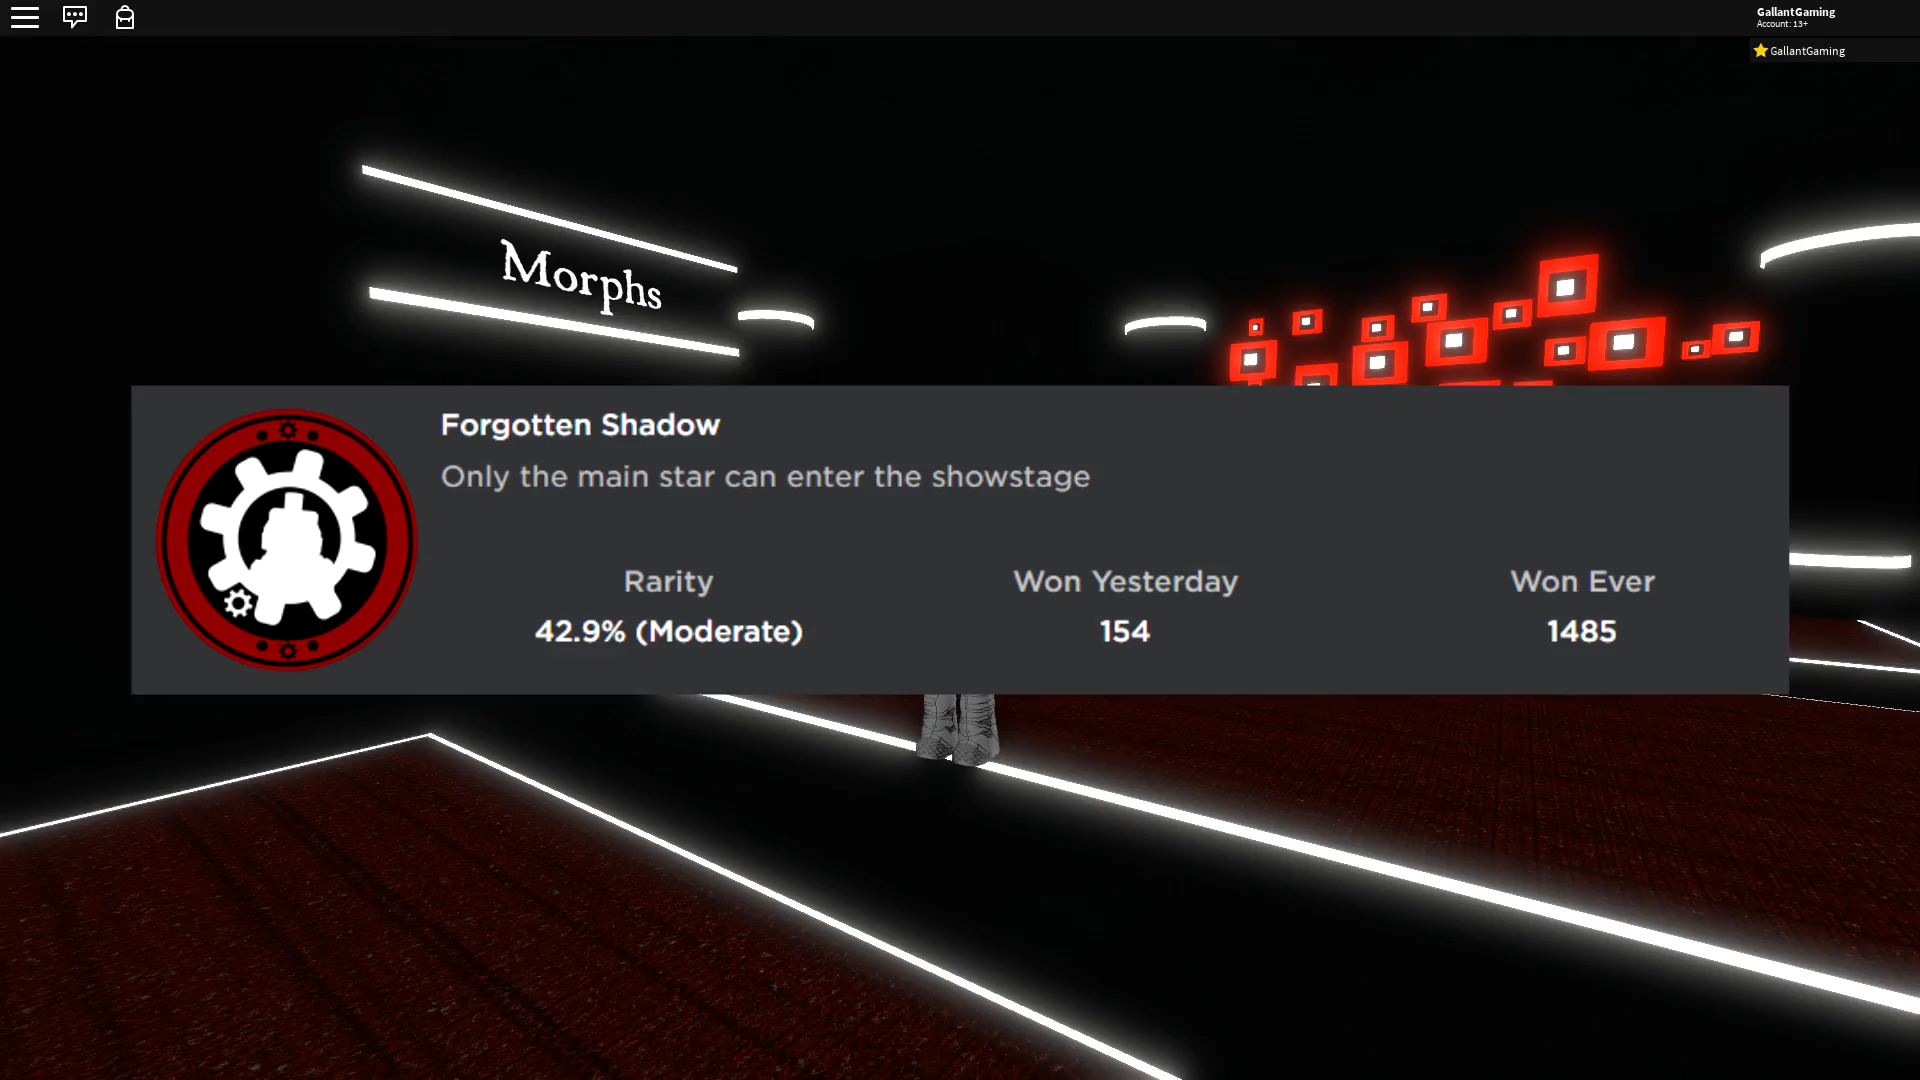 GallantGaming
Account: 13+
GallantGaming
Morphs
Forgotten Shadow
Only the main star can enter the showstage
Rarity
Won Yesterday
Won Ever
42.9% (Moderate)
154
1485